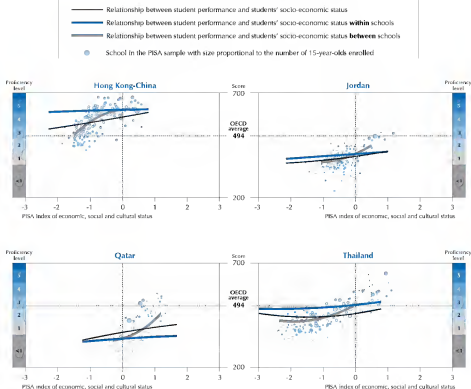 Relationship between student performance and students' socio-economic status
Relationship between student performance and students' socio-economic status within schools
Relationship between student performance and students' socio-economic status between schools
School in the PISA sample with size proportional to the number of 15-year-olds enrolled
Proficiency level
Hong Kong-China
Score
Jordan
Proficiency level
700
OECD average
494
200
-3 -2 -1 0 1 2 3
-3 -2 -1 0 1 2 3
PISA index of economic, social and cultural status
PISA index of economic, social and cultural status
Proficiency level
Qatar
Score
Thailand
Proficiency level
700
OECD average
494
200
-3 -2 -1 0 1 2 3
-3 -2 -1 0 1 2 3
PISA index of economic, social and cultural status
PISA index of economic, social and cultural status